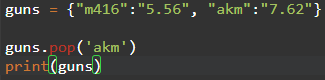 guns = {"m416":"5.56", "akm":"7.62"}
guns.pop('akm')
print(guns)